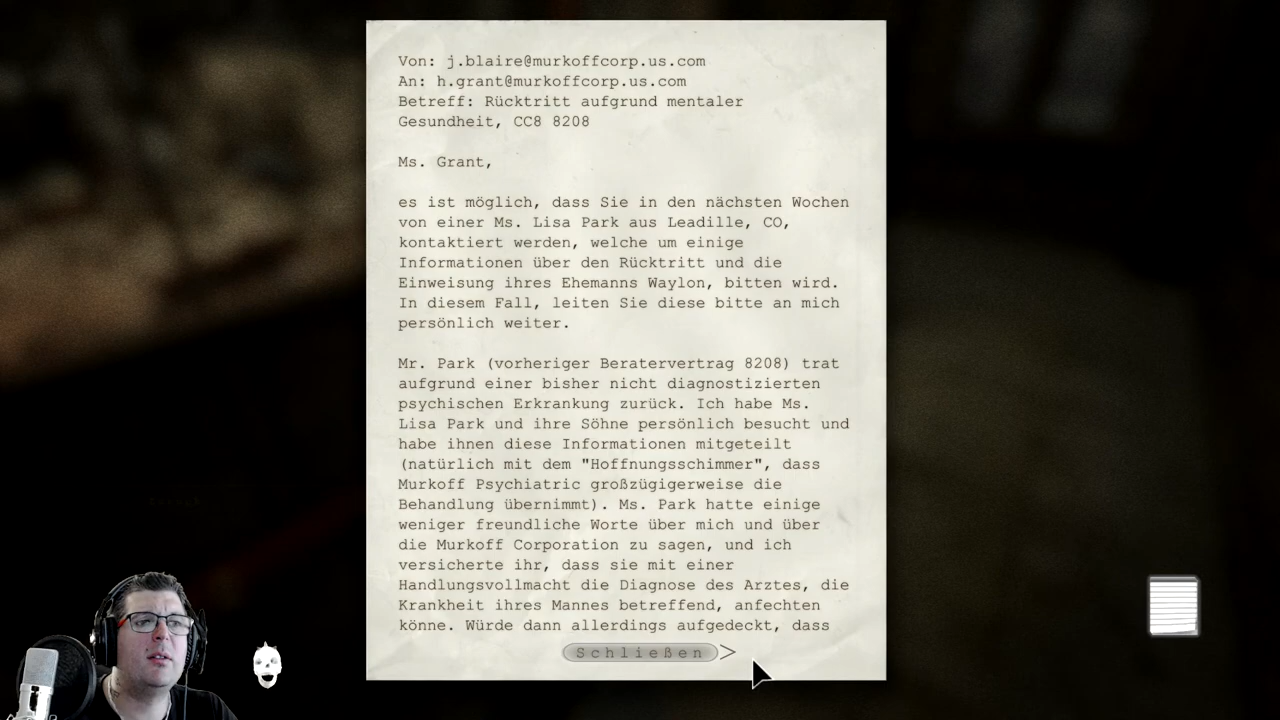 Von: j.blaire@murkoffcorp.us.com
An: h.grant@murkoffcorp.us.com
Betreff: Rücktritt aufgrund mentaler
Gesundheit, CC8 8208
Ms. Grant,
es ist möglich, dass Sie in den nächsten Wochen
von einer Ms. Lisa Park aus Leadille, CO,
kontaktiert werden, welche um einige
Informationen über den Rücktritt und die
Einweisung ihres Ehemanns Waylon, bitten wird.
In diesem Fall, leiten Sie diese bitte an mich
persönlich weiter.
Mr. Park (vorheriger Beratervertrag 8208) trat
aufgrund einer bisher nicht diagnostizierten
psychischen Erkrankung zurück. Ich habe Ms.
Lisa Park und ihre Söhne persönlich besucht und
habe ihnen diese Informationen mitgeteilt
(natürlich mit dem "Hoffnungsschimmer", dass
Murkoff Psychiatric großzügigerweise die
Behandlung übernimmt). Ms. Park hatte einige
weniger freundliche Worte über mich und über
die Murkoff Corporation zu sagen, und ich
versicherte ihr, dass sie mit einer
Handlungsvollmacht die Diagnose des Arztes, die
Krankheit ihres Mannes betreffend, anfechten
könne. Würde dann allerdings aufgedeckt, dass
Schließen >